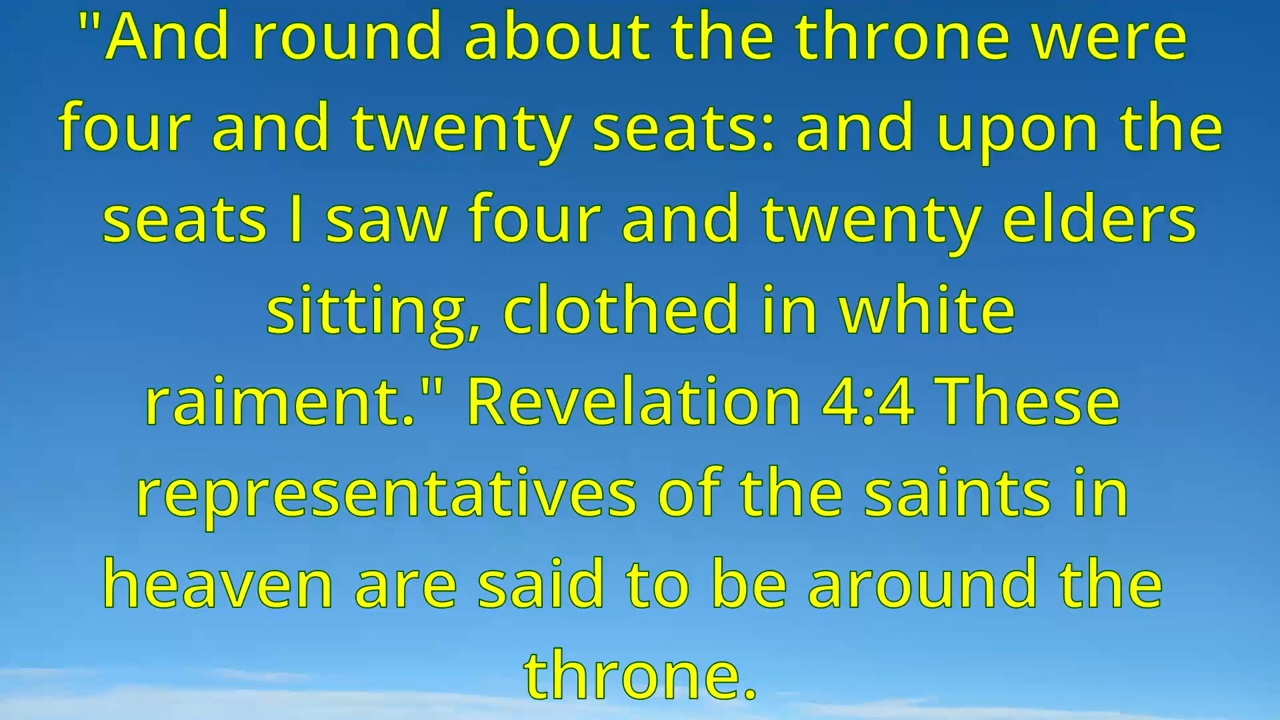 "And round about the throne were
four and twenty seats: and upon the
seats I saw four and twenty elders
sitting, clothed in white
raiment." Revelation 4:4 These
representatives of the saints in
heaven are said to be around the
throne.